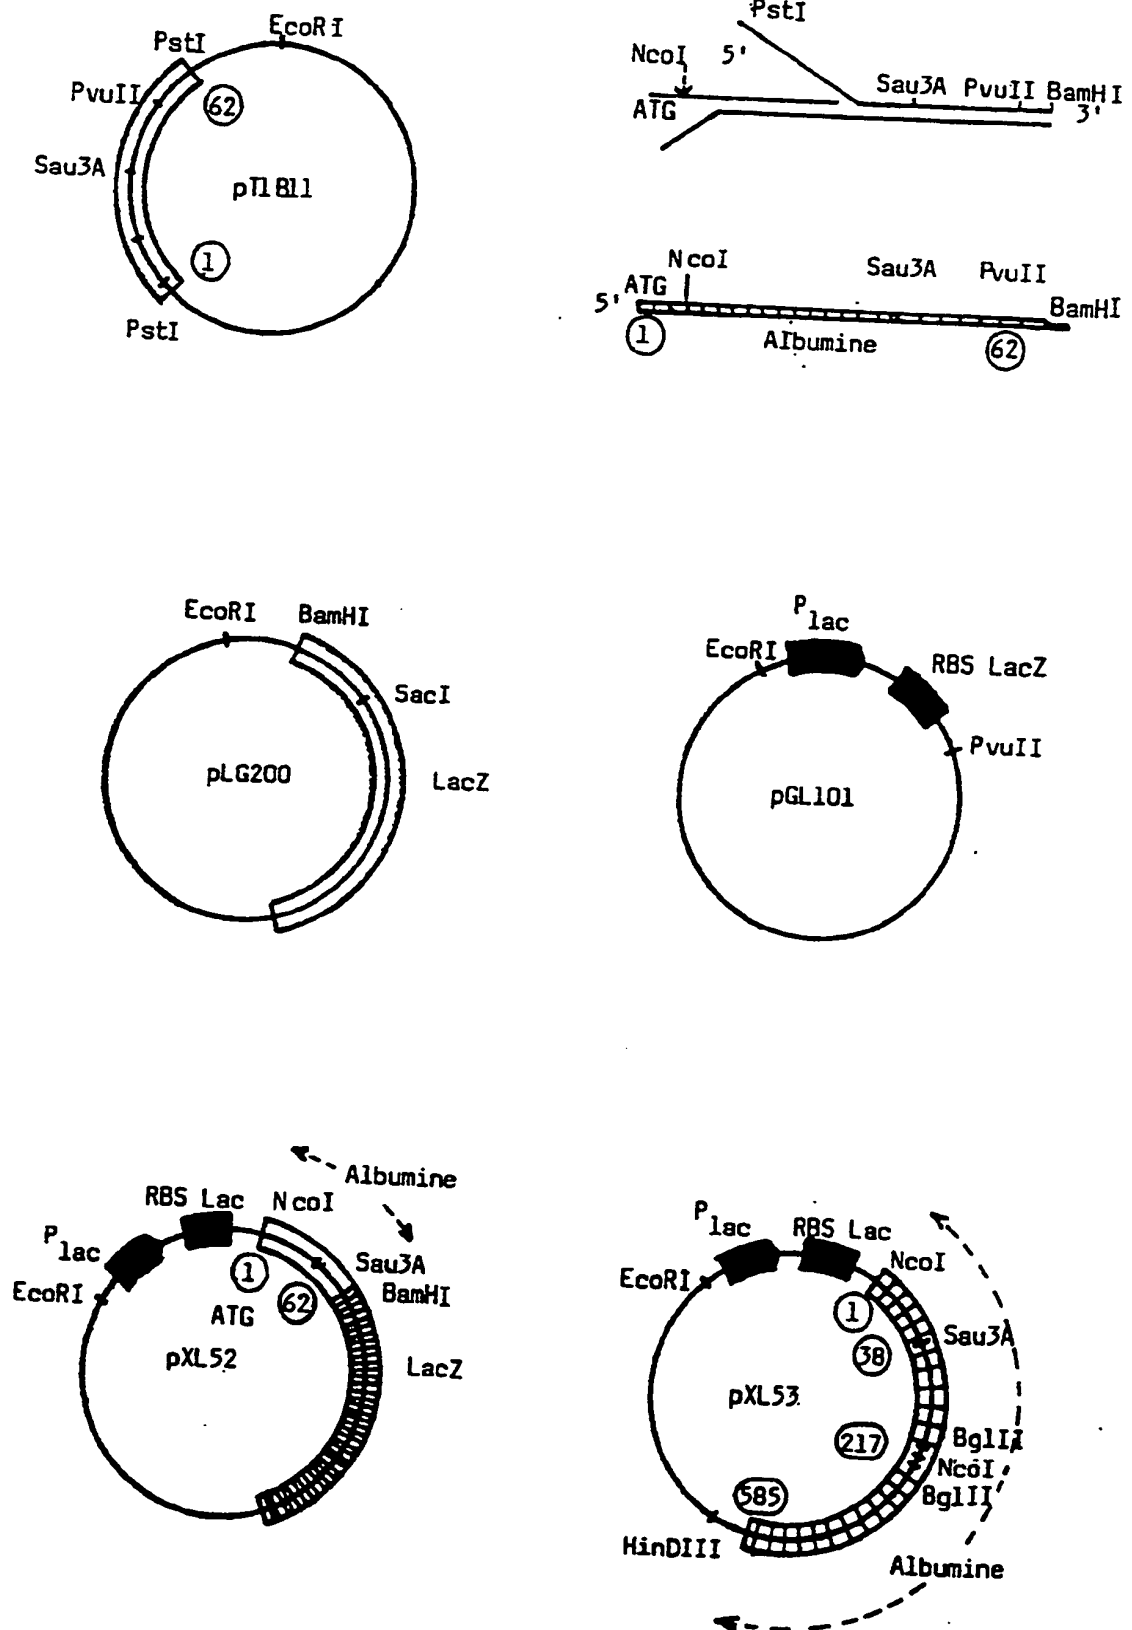 EcoRI
PstI
PvuII
62
Sau3A
pT1B11
1
PstI
PstI
NcoI 5'
Sau3A PvuII BamHI
ATG
3'
NcoI
Sau3A PvuII
ATG
5'
BamHI
1
Albumine
62
EcoRI BamHI
SacI
pLG200
LacZ
P lac
EcoRI
RBS LacZ
PvuII
pGL101
Albumine
RBS Lac NcoI
P lac
Sau3A
EcoRI
1
BamHI
62
ATG
pXL52
LacZ
P lac
RBS Lac
NcoI
EcoRI
1
Sau3A
38
pXL53
217
BglII
NcoI
BglII
585
HinDIII
Albumine